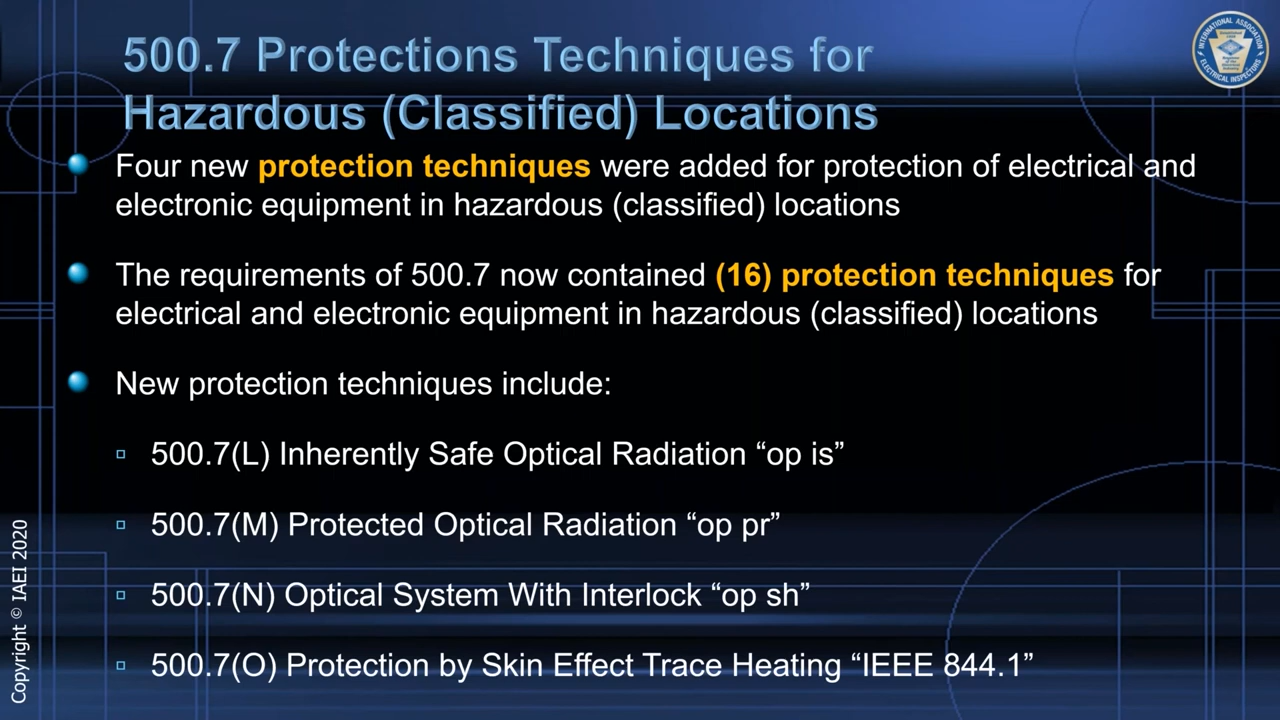 500.7 Protections Techniques for
Hazardous (Classified) Locations
INTERNATIONAL ASSOCIATION
ELECTRICAL INSPECTORS
Four new protection techniques were added for protection of electrical and
electronic equipment in hazardous (classified) locations
The requirements of 500.7 now contained (16) protection techniques for
electrical and electronic equipment in hazardous (classified) locations
New protection techniques include:
500.7(L) Inherently Safe Optical Radiation “op is”
500.7(M) Protected Optical Radiation “op pr”
500.7(N) Optical System With Interlock “op sh”
500.7(O) Protection by Skin Effect Trace Heating “IEEE 844.1”
Copyright © IAEI 2020